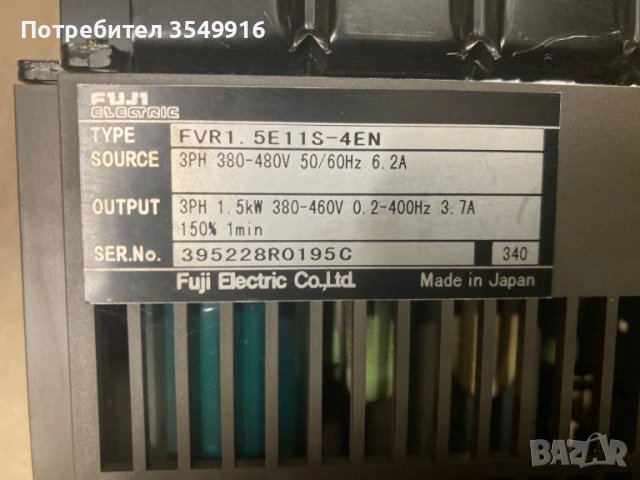 Потребител 3549916
FUJI
ELECTRIC
TYPE FVR1.5E11S-4EN
SOURCE 3PH 380-480V 50/60Hz 6.2A
OUTPUT 3PH 1.5kW 380-460V 0.2-400Hz 3.7A
150% 1min
SER.No. 395228R0195C 340
Fuji Electric Co.,Ltd. Made in Japan
BAZAR